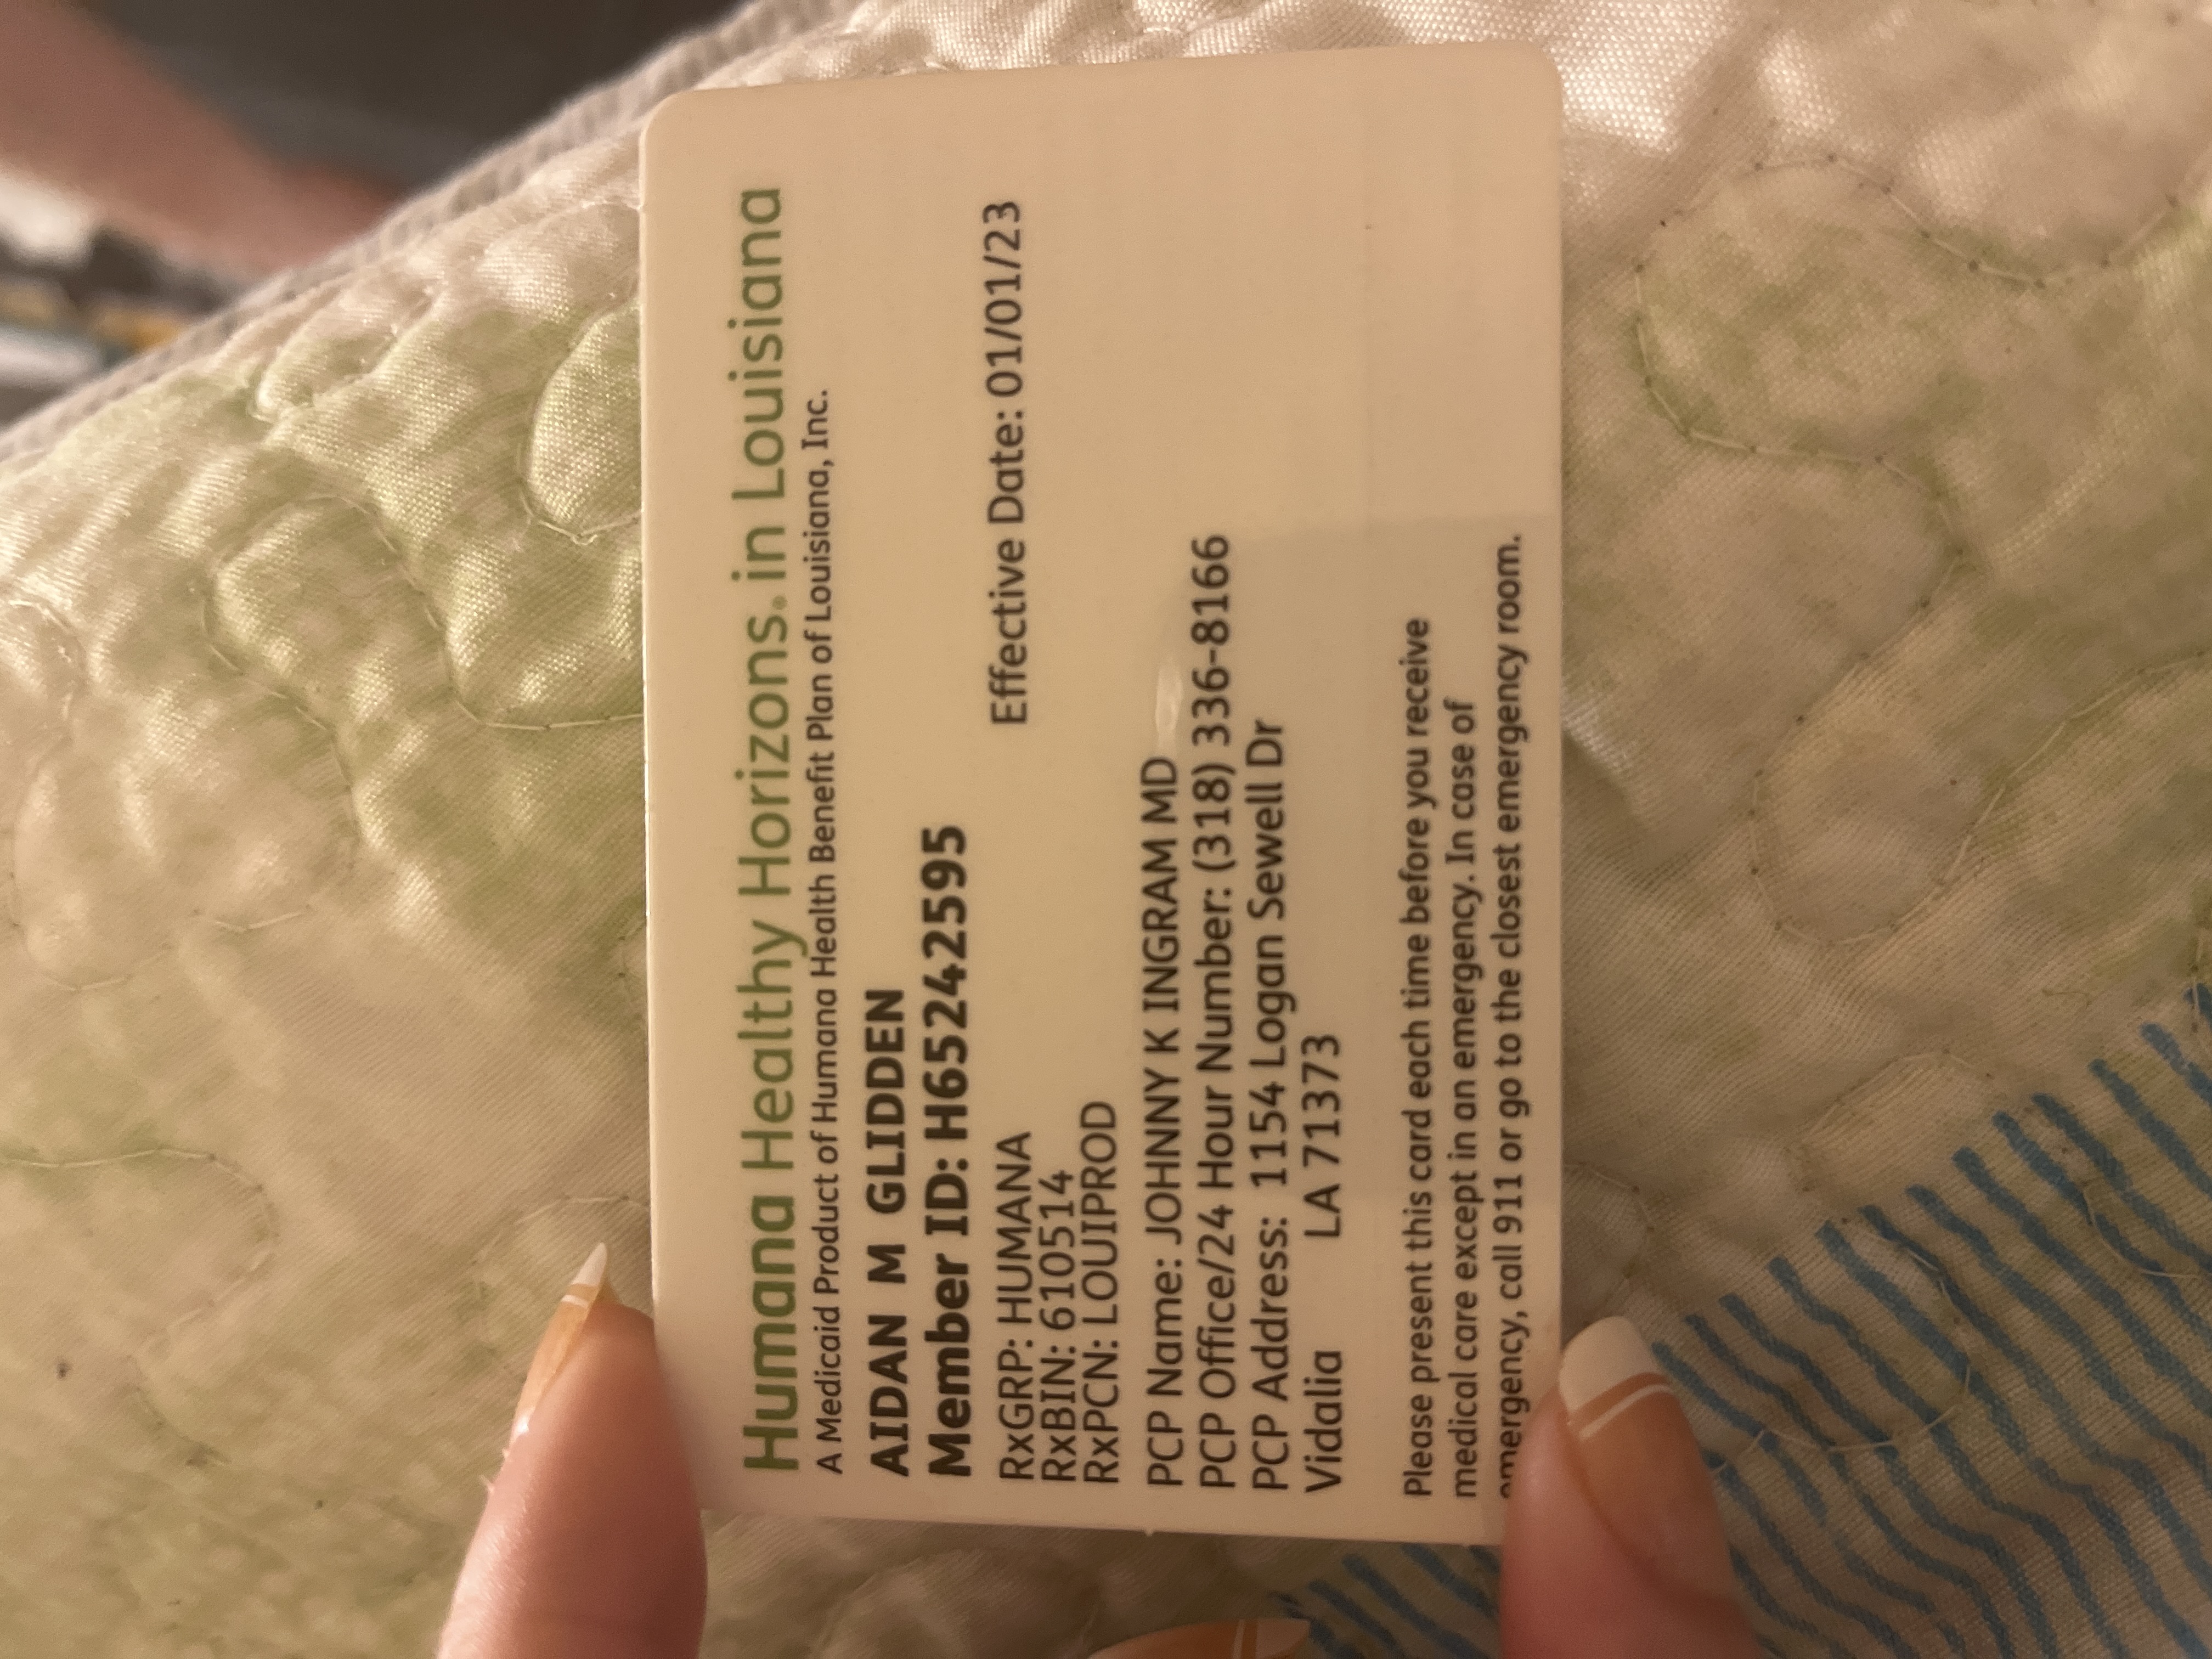 Humana Healthy Horizons® in Louisiana
A Medicaid Product of Humana Health Benefit Plan of Louisiana, Inc.
AIDAN M GLIDDEN
Member ID: H65242595
RxGRP: HUMANA
Effective Date: 01/01/23
RxBIN: 610514
RxPCN: LOUIPROD
PCP Name: JOHNNY K INGRAM MD
PCP Office/24 Hour Number: (318) 336-8166
PCP Address: 1154 Logan Sewell Dr
Vidalia LA 71373
Please present this card each time before you receive
medical care except in an emergency. In case of
emergency, call 911 or go to the closest emergency room.